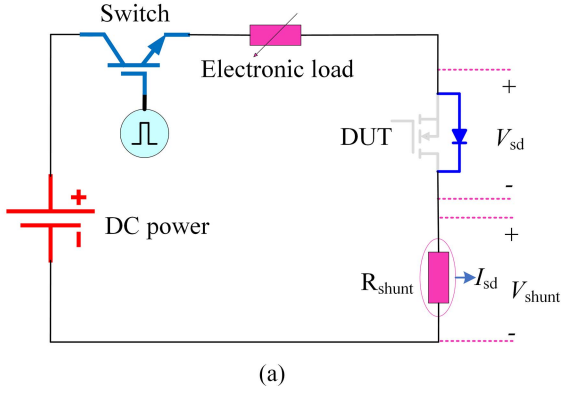 Switch
Electronic load
+
DUT
Vsd
-
+
DC power
+
Rshunt
Isd
Vshunt
-
(a)